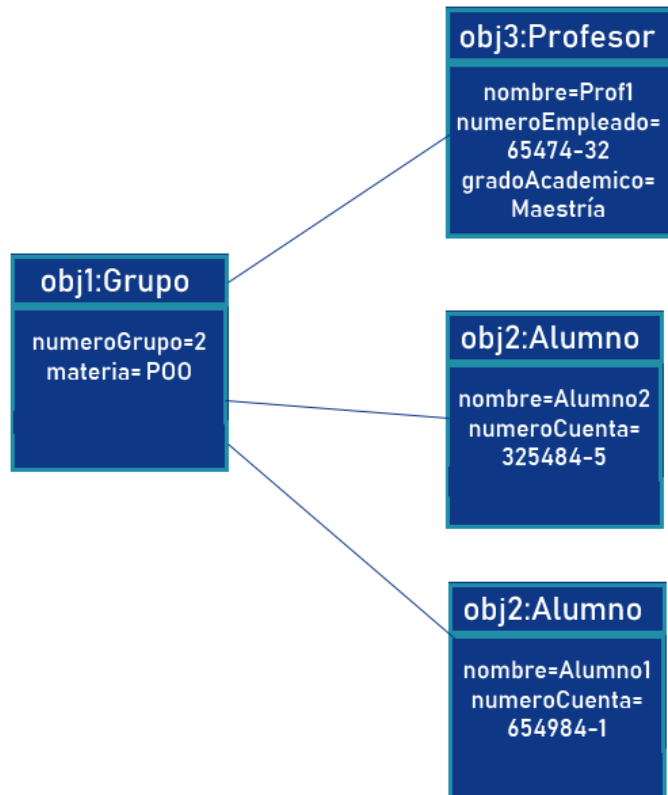 obj3:Profesor
nombre=Prof1
numeroEmpleado=
65474-32
gradoAcademico=
Maestría
obj1:Grupo
numeroGrupo=2
materia= POO
obj2:Alumno
nombre=Alumno2
numeroCuenta=
325484-5
obj2:Alumno
nombre=Alumno1
numeroCuenta=
654984-1